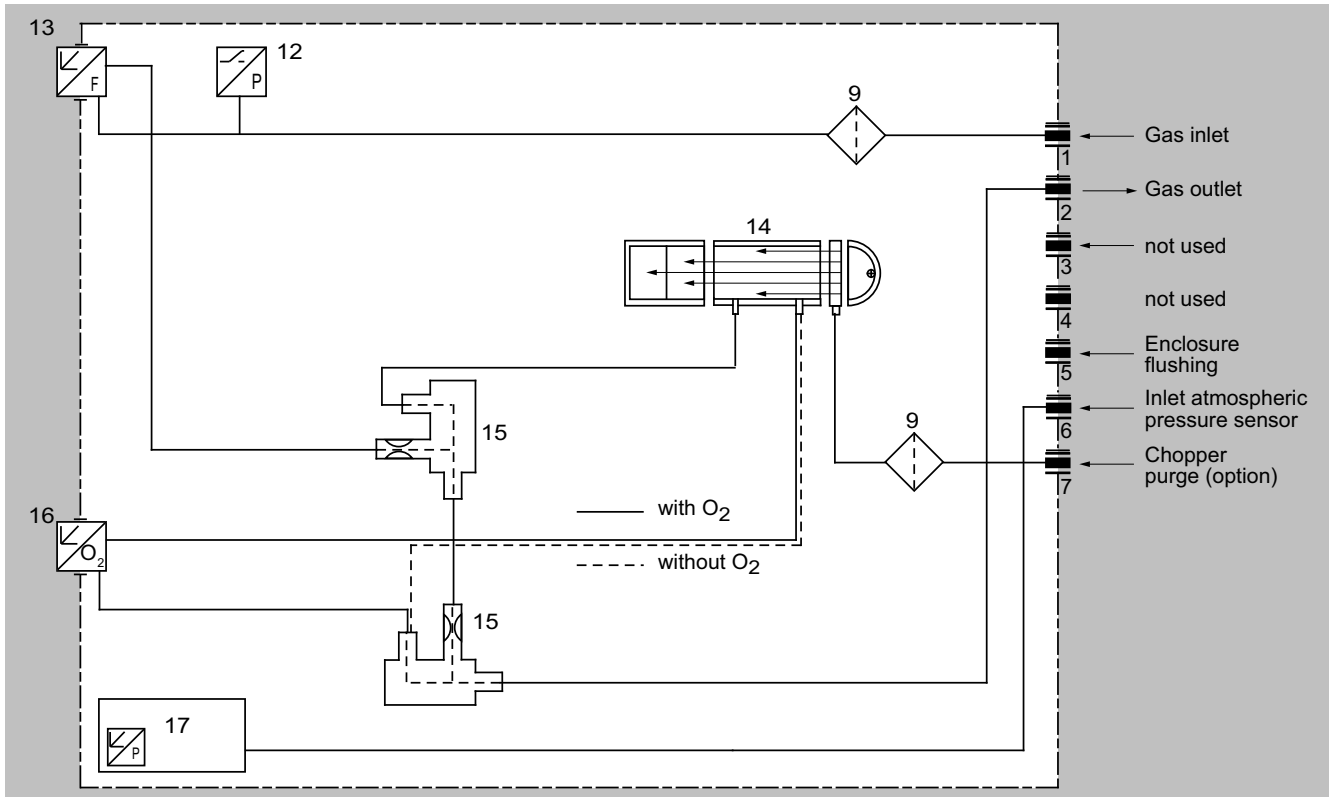 13
F
12
P
9
1
Gas inlet
2
Gas outlet
14
3
not used
4
not used
5
Enclosure
flushing
15
9
6
Inlet atmospheric
pressure sensor
7
Chopper
purge (option)
with O2
16
O2
without O2
15
17
P